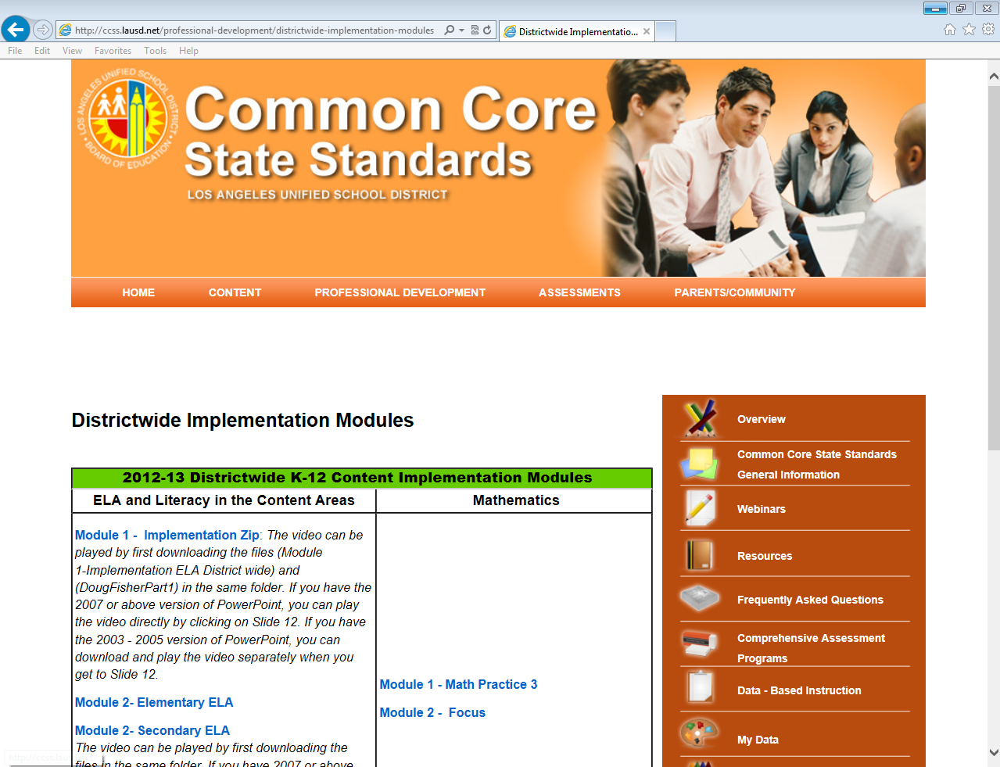 http://ccss.lausd.net/professional-development/districtwide-implementation-modules
Districtwide Implementatio...
File Edit View Favorites Tools Help
LOS ANGELES UNIFIED SCHOOL DISTRICT
BOARD OF EDUCATION
Common Core
State Standards
LOS ANGELES UNIFIED SCHOOL DISTRICT
HOME CONTENT PROFESSIONAL DEVELOPMENT ASSESSMENTS PARENTS/COMMUNITY
Districtwide Implementation Modules
2012-13 Districtwide K-12 Content Implementation Modules
ELA and Literacy in the Content Areas
Module 1 - Implementation Zip: The video can be
played by first downloading the files (Module
1-Implementation ELA District wide) and
(DougFisherPart1) in the same folder. If you have the
2007 or above version of PowerPoint, you can play
the video directly by clicking on Slide 12. If you have
the 2003 - 2005 version of PowerPoint, you can
download and play the video separately when you
get to Slide 12.
Module 2- Elementary ELA
Module 2- Secondary ELA
The video can be played by first downloading the
files in the same folder. If you have 2007 or above
Mathematics
Module 1 - Math Practice 3
Module 2 - Focus
Overview
Common Core State Standards
General Information
Webinars
Resources
Frequently Asked Questions
Comprehensive Assessment
Programs
Data - Based Instruction
My Data